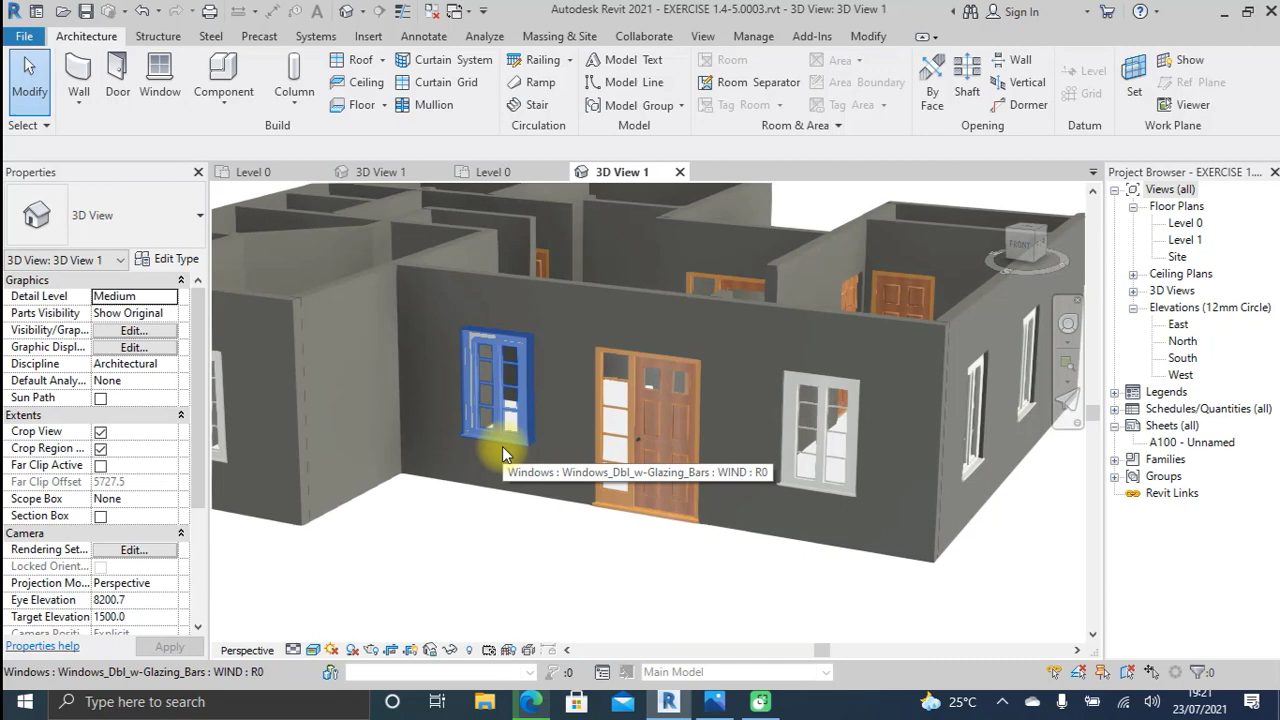 Autodesk Revit 2021 - EXERCISE 1.4-5.0003.rvt - 3D View: 3D View 1
Sign In
File
Architecture
Structure
Steel
Precast
Systems
Insert
Annotate
Analyze
Massing & Site
Collaborate
View
Manage
Add-Ins
Modify
Modify
Wall
Door
Window
Component
Column
Roof
Ceiling
Floor
Curtain System
Curtain Grid
Mullion
Railing
Ramp
Stair
Model Text
Model Line
Model Group
Room
Room Separator
Tag Room
Area
Area Boundary
Tag Area
By
Face
Shaft
Wall
Vertical
Dormer
Level
Grid
Set
Show
Ref Plane
Viewer
Select
Build
Circulation
Model
Room & Area
Opening
Datum
Work Plane
Properties
Level 0
3D View 1
Level 0
3D View 1
Project Browser - EXERCISE 1....
3D View
3D View: 3D View 1
Edit Type
Graphics
Detail Level Medium
Parts Visibility Show Original
Visibility/Grap... Edit...
Graphic Displ... Edit...
Discipline Architectural
Default Analy... None
Sun Path
Extents
Crop View
Crop Region ...
Far Clip Active
Far Clip Offset 5727.5
Scope Box None
Section Box
Camera
Rendering Set... Edit...
Locked Orient...
Projection Mo... Perspective
Eye Elevation 8200.7
Target Elevation 1500.0
Properties help
Apply
FRONT
Windows : Windows_Dbl_w-Glazing_Bars : WIND : R0
Views (all)
Floor Plans
Level 0
Level 1
Site
Ceiling Plans
3D Views
Elevations (12mm Circle)
East
North
South
West
Legends
Schedules/Quantities (all)
Sheets (all)
A100 - Unnamed
Families
Groups
Revit Links
Perspective
Windows : Windows_Dbl_w-Glazing_Bars : WIND : R0
:0
Main Model
:0
Type here to search
25°C
19:21
23/07/2021